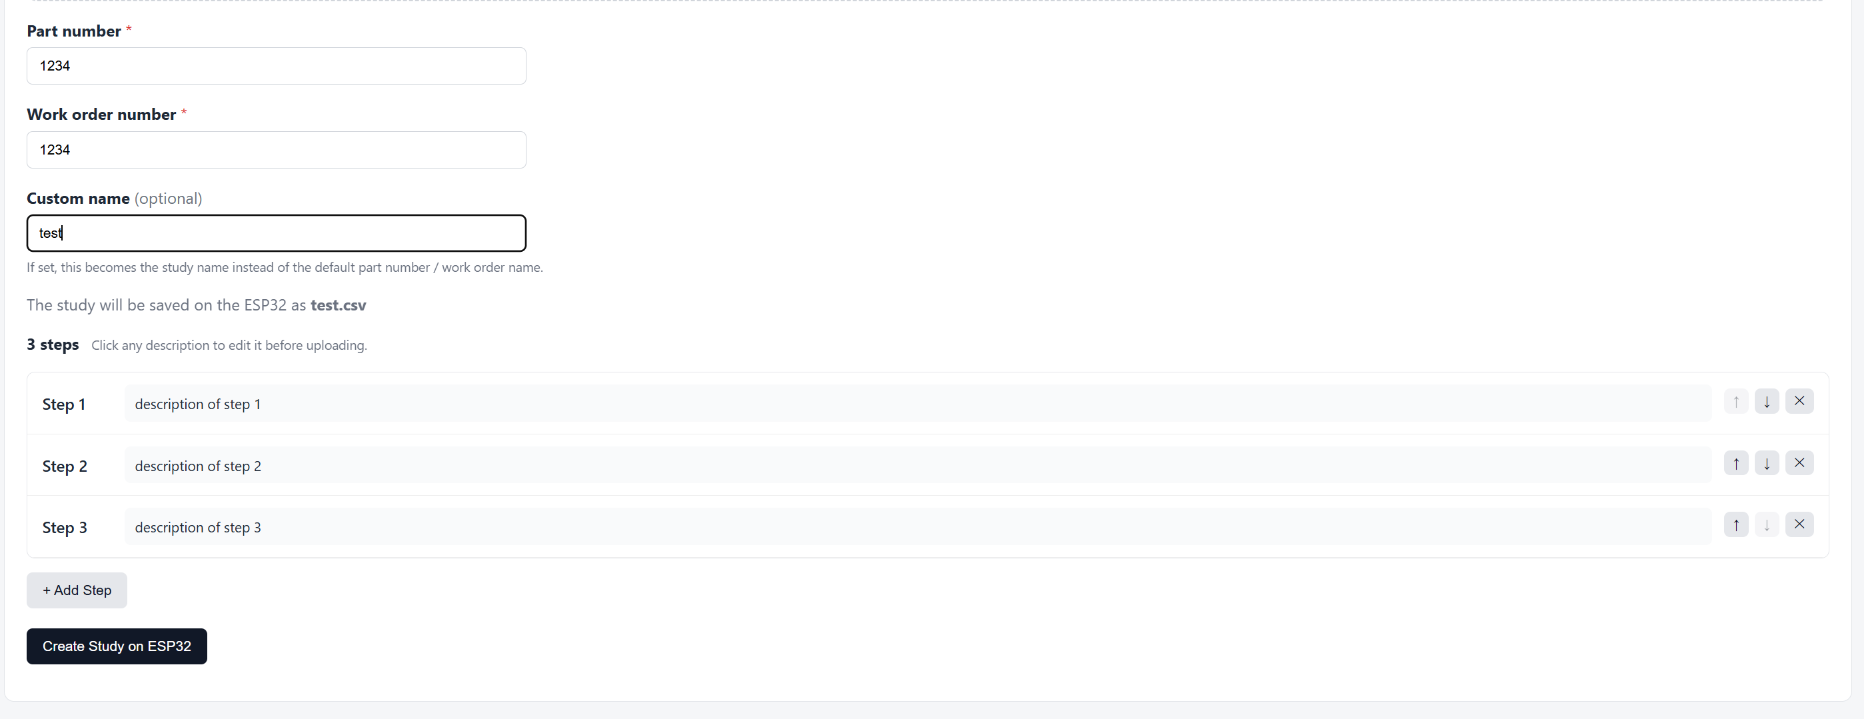 Part number *
1234
Work order number *
1234
Custom name (optional)
test
If set, this becomes the study name instead of the default part number / work order name.
The study will be saved on the ESP32 as test.csv
3 steps Click any description to edit it before uploading.
Step 1 description of step 1 ↑ ↓ ×
Step 2 description of step 2 ↑ ↓ ×
Step 3 description of step 3 ↑ ↓ ×
+ Add Step
Create Study on ESP32